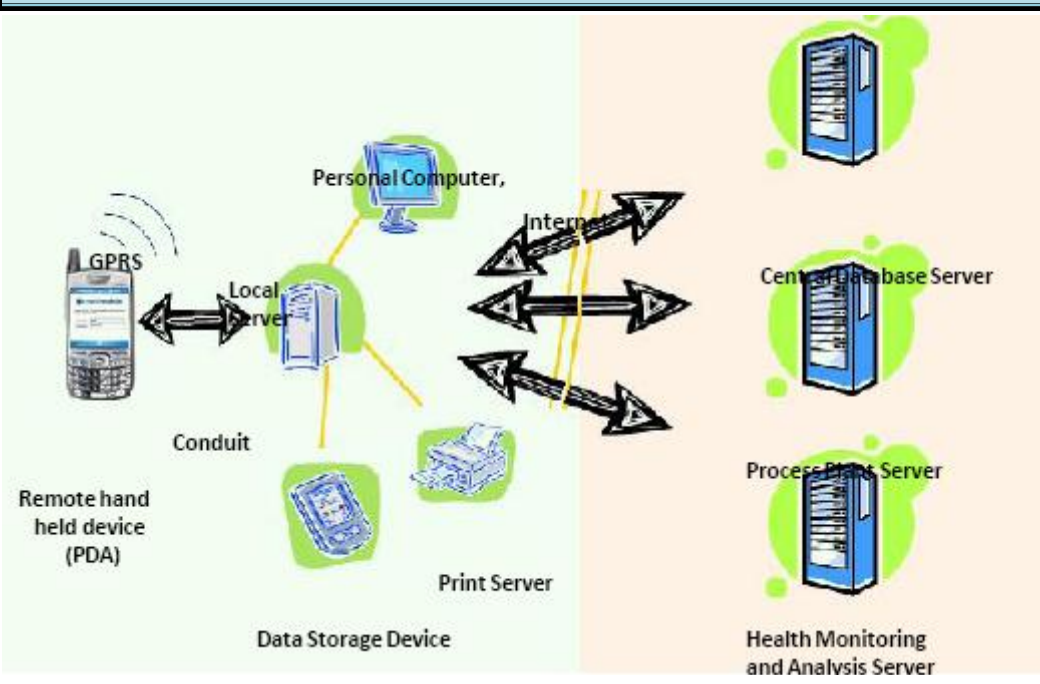 Personal Computer,
Internet
GPRS
Local
Server
Central Database Server
Conduit
Process Plant Server
Remote hand
held device
(PDA)
Print Server
Data Storage Device
Health Monitoring
and Analysis Server